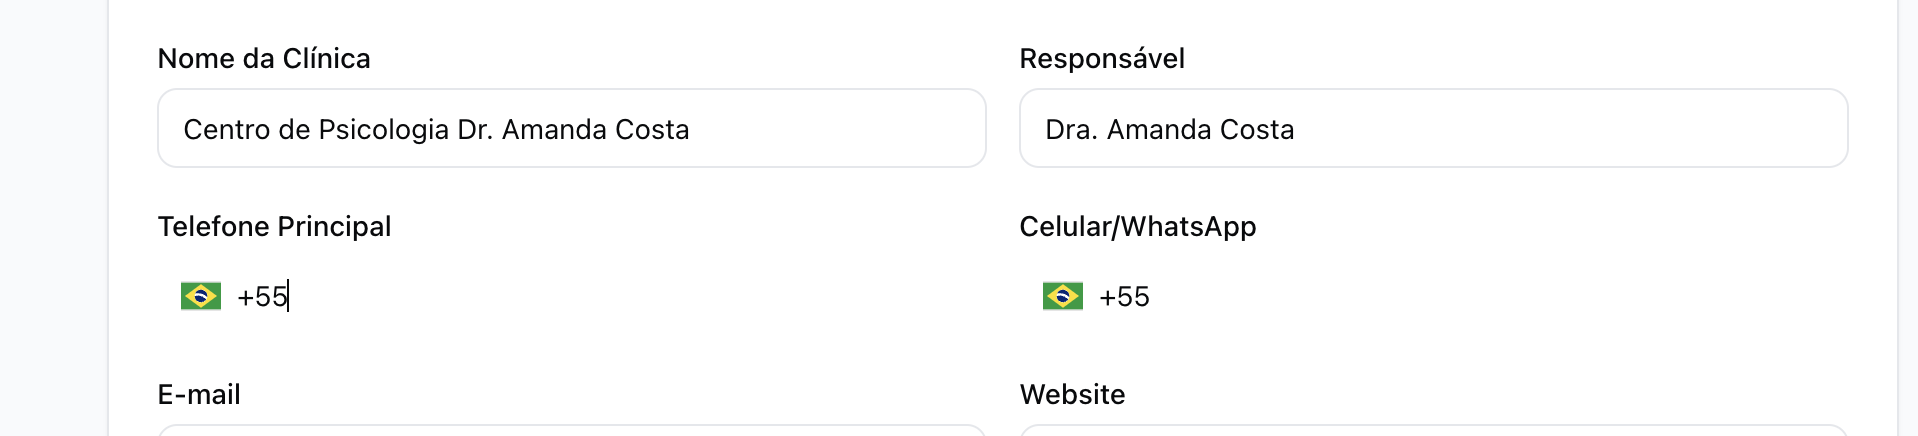 Nome da Clínica
Responsável
Centro de Psicologia Dr. Amanda Costa
Dra. Amanda Costa
Telefone Principal
Celular/WhatsApp
+55
+55
E-mail
Website